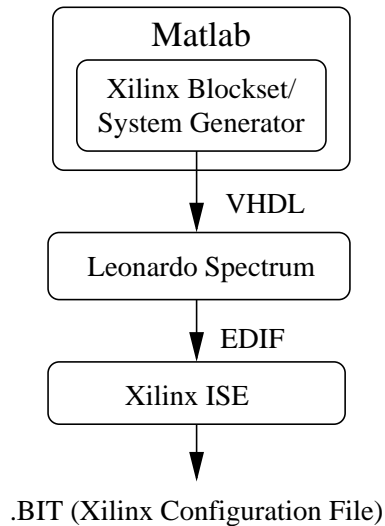 Matlab
Xilinx Blockset/
System Generator
VHDL
Leonardo Spectrum
EDIF
Xilinx ISE
.BIT (Xilinx Configuration File)